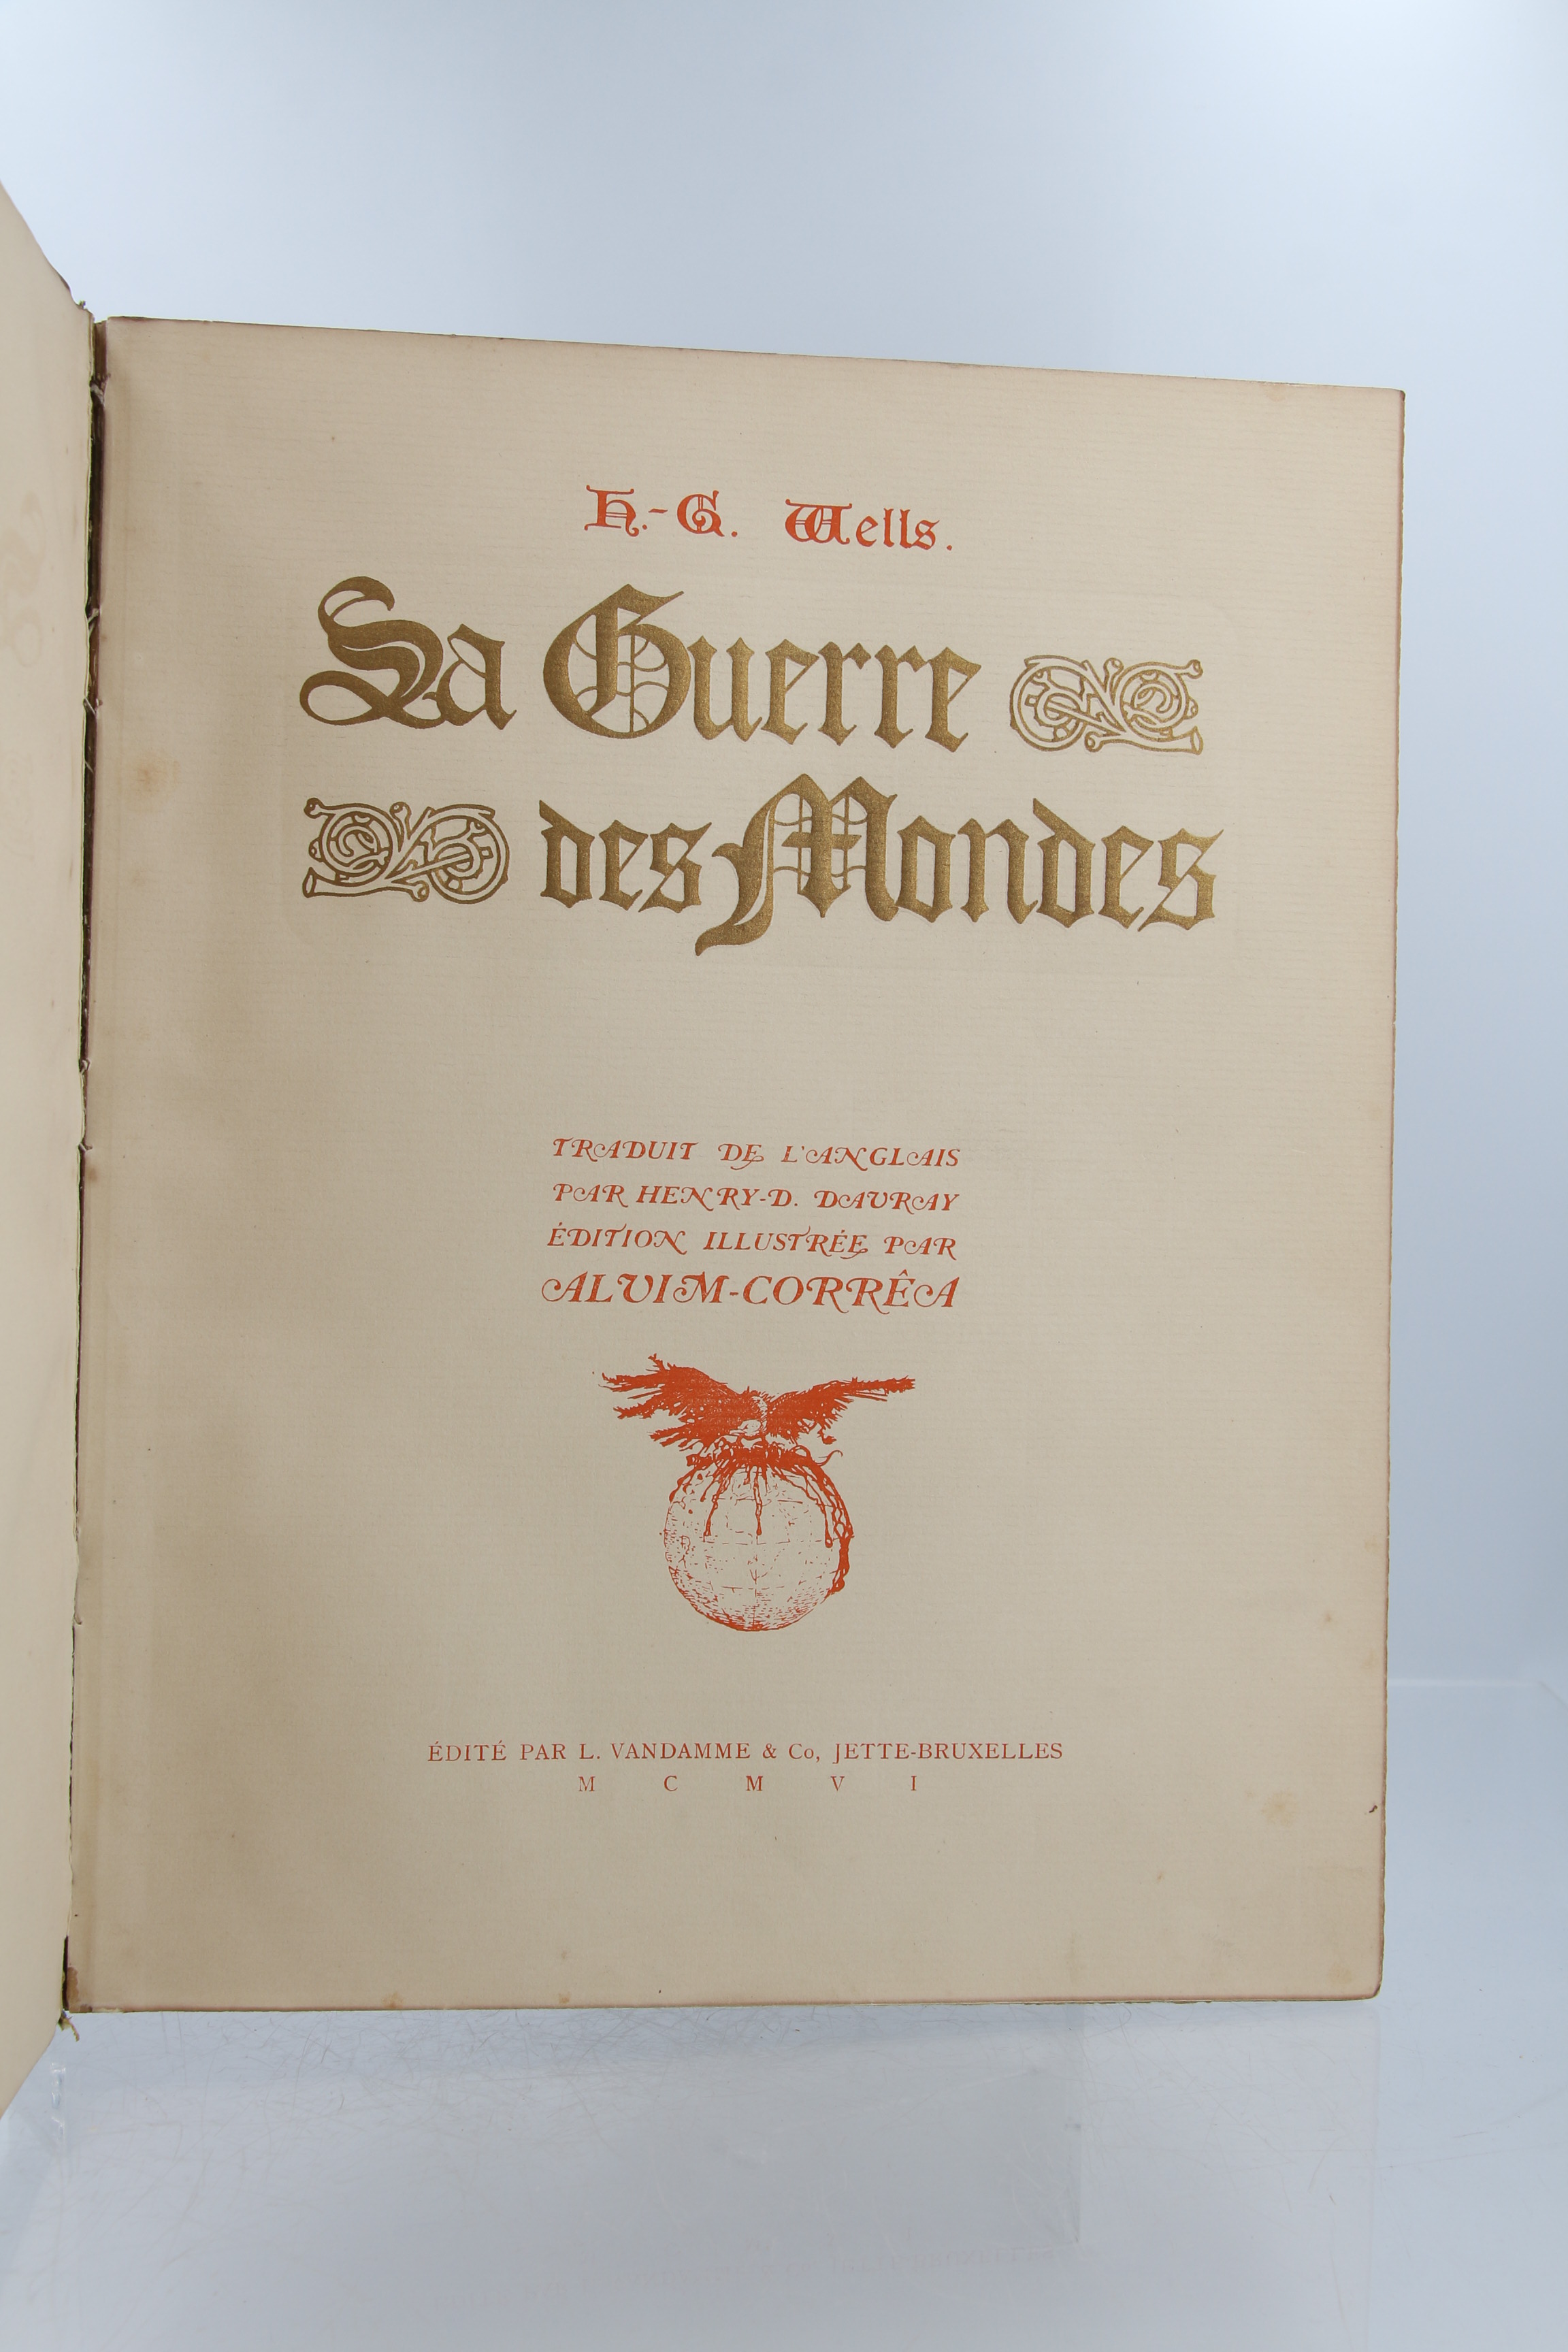 H.-G. Wells.
La Guerre
des Mondes
TRADUIT DE L'ANGLAIS
PAR HENRY-D. DAVRAY
ÉDITION ILLUSTRÉE PAR
ALVIM-CORRÊA
ÉDITÉ PAR L. VANDAMME & Co, JETTE-BRUXELLES
M C M V I